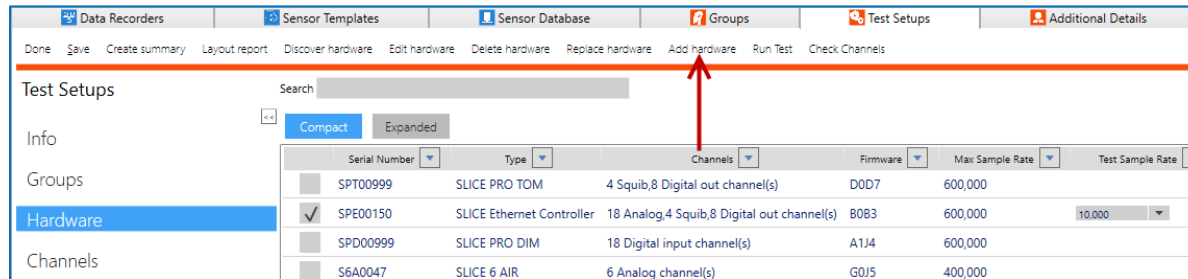 Data Recorders Sensor Templates Sensor Database Groups Test Setups Additional Details
Done Save Create summary Layout report Discover hardware Edit hardware Delete hardware Replace hardware Add hardware Run Test Check Channels
Test Setups
Search
<<
Compact Expanded
Info
Serial Number Type Channels Firmware Max Sample Rate Test Sample Rate
Groups
SPT00999 SLICE PRO TOM 4 Squib,8 Digital out channel(s) D0D7 600,000
Hardware
SPE00150 SLICE Ethernet Controller 18 Analog,4 Squib,8 Digital out channel(s) B0B3 600,000 10,000
SPD00999 SLICE PRO DIM 18 Digital input channel(s) A1J4 600,000
Channels
S6A0047 SLICE 6 AIR 6 Analog channel(s) G0J5 400,000